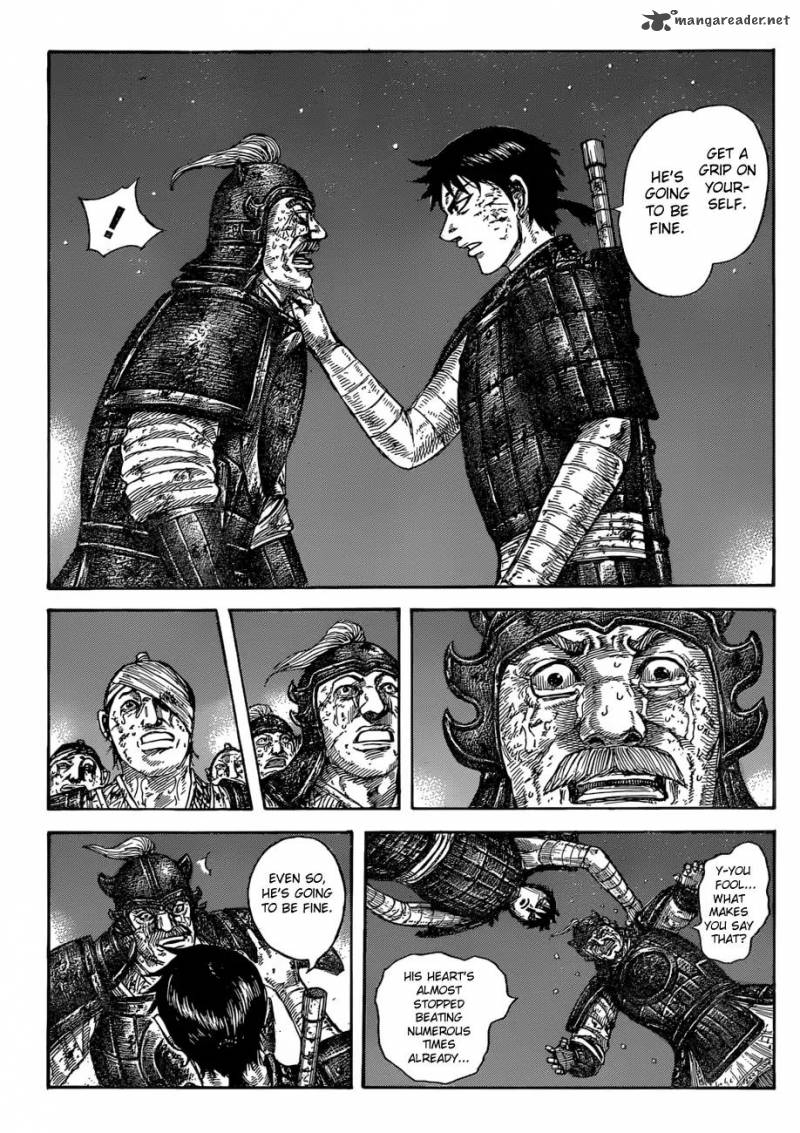 mangareader.net
GET A
GRIP ON
YOUR-
SELF.
HE'S
GOING
TO BE
FINE.
!
Y-YOU
FOOL...
WHAT
MAKES
YOU SAY
THAT?
HIS HEART'S
ALMOST
STOPPED
BEATING
NUMEROUS
TIMES
ALREADY...
EVEN SO,
HE'S GOING
TO BE FINE.